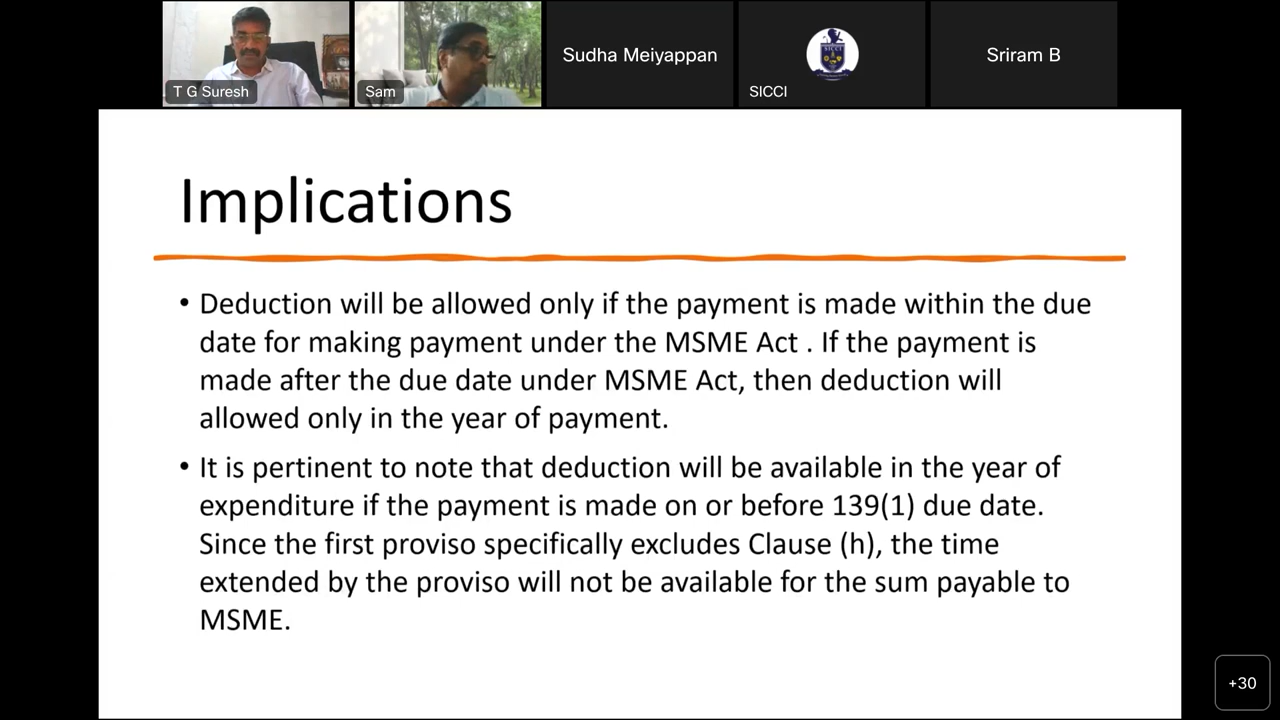 T G Suresh
Sam
Sudha Meiyappan
SICCI
SICCI
Sriram B
Implications
• Deduction will be allowed only if the payment is made within the due
date for making payment under the MSME Act . If the payment is
made after the due date under MSME Act, then deduction will
allowed only in the year of payment.
• It is pertinent to note that deduction will be available in the year of
expenditure if the payment is made on or before 139(1) due date.
Since the first proviso specifically excludes Clause (h), the time
extended by the proviso will not be available for the sum payable to
MSME.
+30